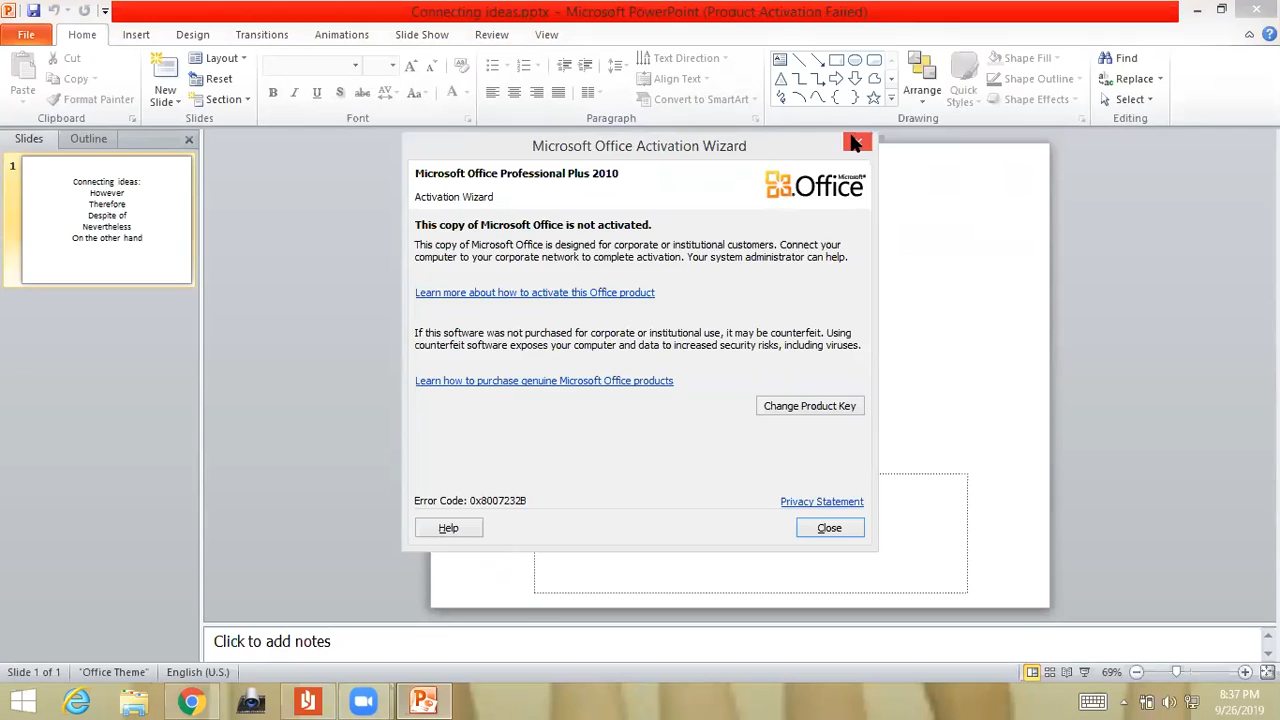 Connecting ideas.pptx - Microsoft PowerPoint (Product Activation Failed)
File Home Insert Design Transitions Animations Slide Show Review View
Paste
Cut
Copy
Format Painter
Clipboard
New
Slide
Layout
Reset
Section
Slides
B I U S abc AV Aa A
Font
Text Direction
Align Text
Convert to SmartArt
Paragraph
Arrange
Quick
Styles
Shape Fill
Shape Outline
Shape Effects
Drawing
Find
Replace
Select
Editing
Slides Outline
1
Connecting ideas:
However
Therefore
Despite of
Nevertheless
On the other hand
Microsoft Office Activation Wizard
Microsoft Office Professional Plus 2010
Activation Wizard
Microsoft®
Office
This copy of Microsoft Office is not activated.
This copy of Microsoft Office is designed for corporate or institutional customers. Connect your
computer to your corporate network to complete activation. Your system administrator can help.
Learn more about how to activate this Office product
If this software was not purchased for corporate or institutional use, it may be counterfeit. Using
counterfeit software exposes your computer and data to increased security risks, including viruses.
Learn how to purchase genuine Microsoft Office products
Change Product Key
Error Code: 0x8007232B
Privacy Statement
Help
Close
Click to add notes
Slide 1 of 1 "Office Theme" English (U.S.) 69%
8:37 PM
9/26/2019